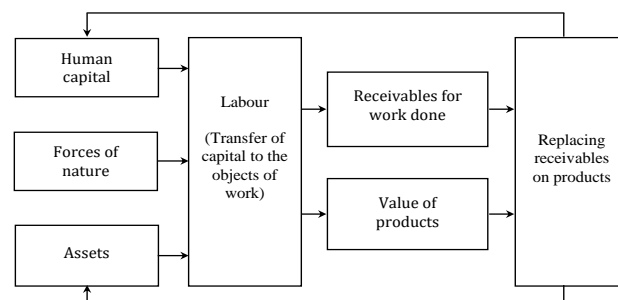 Human
capital
Forces of
nature
Assets
Labour
(Transfer of
capital to the
objects of
work)
Receivables for
work done
Value of
products
Replacing
receivables
on products